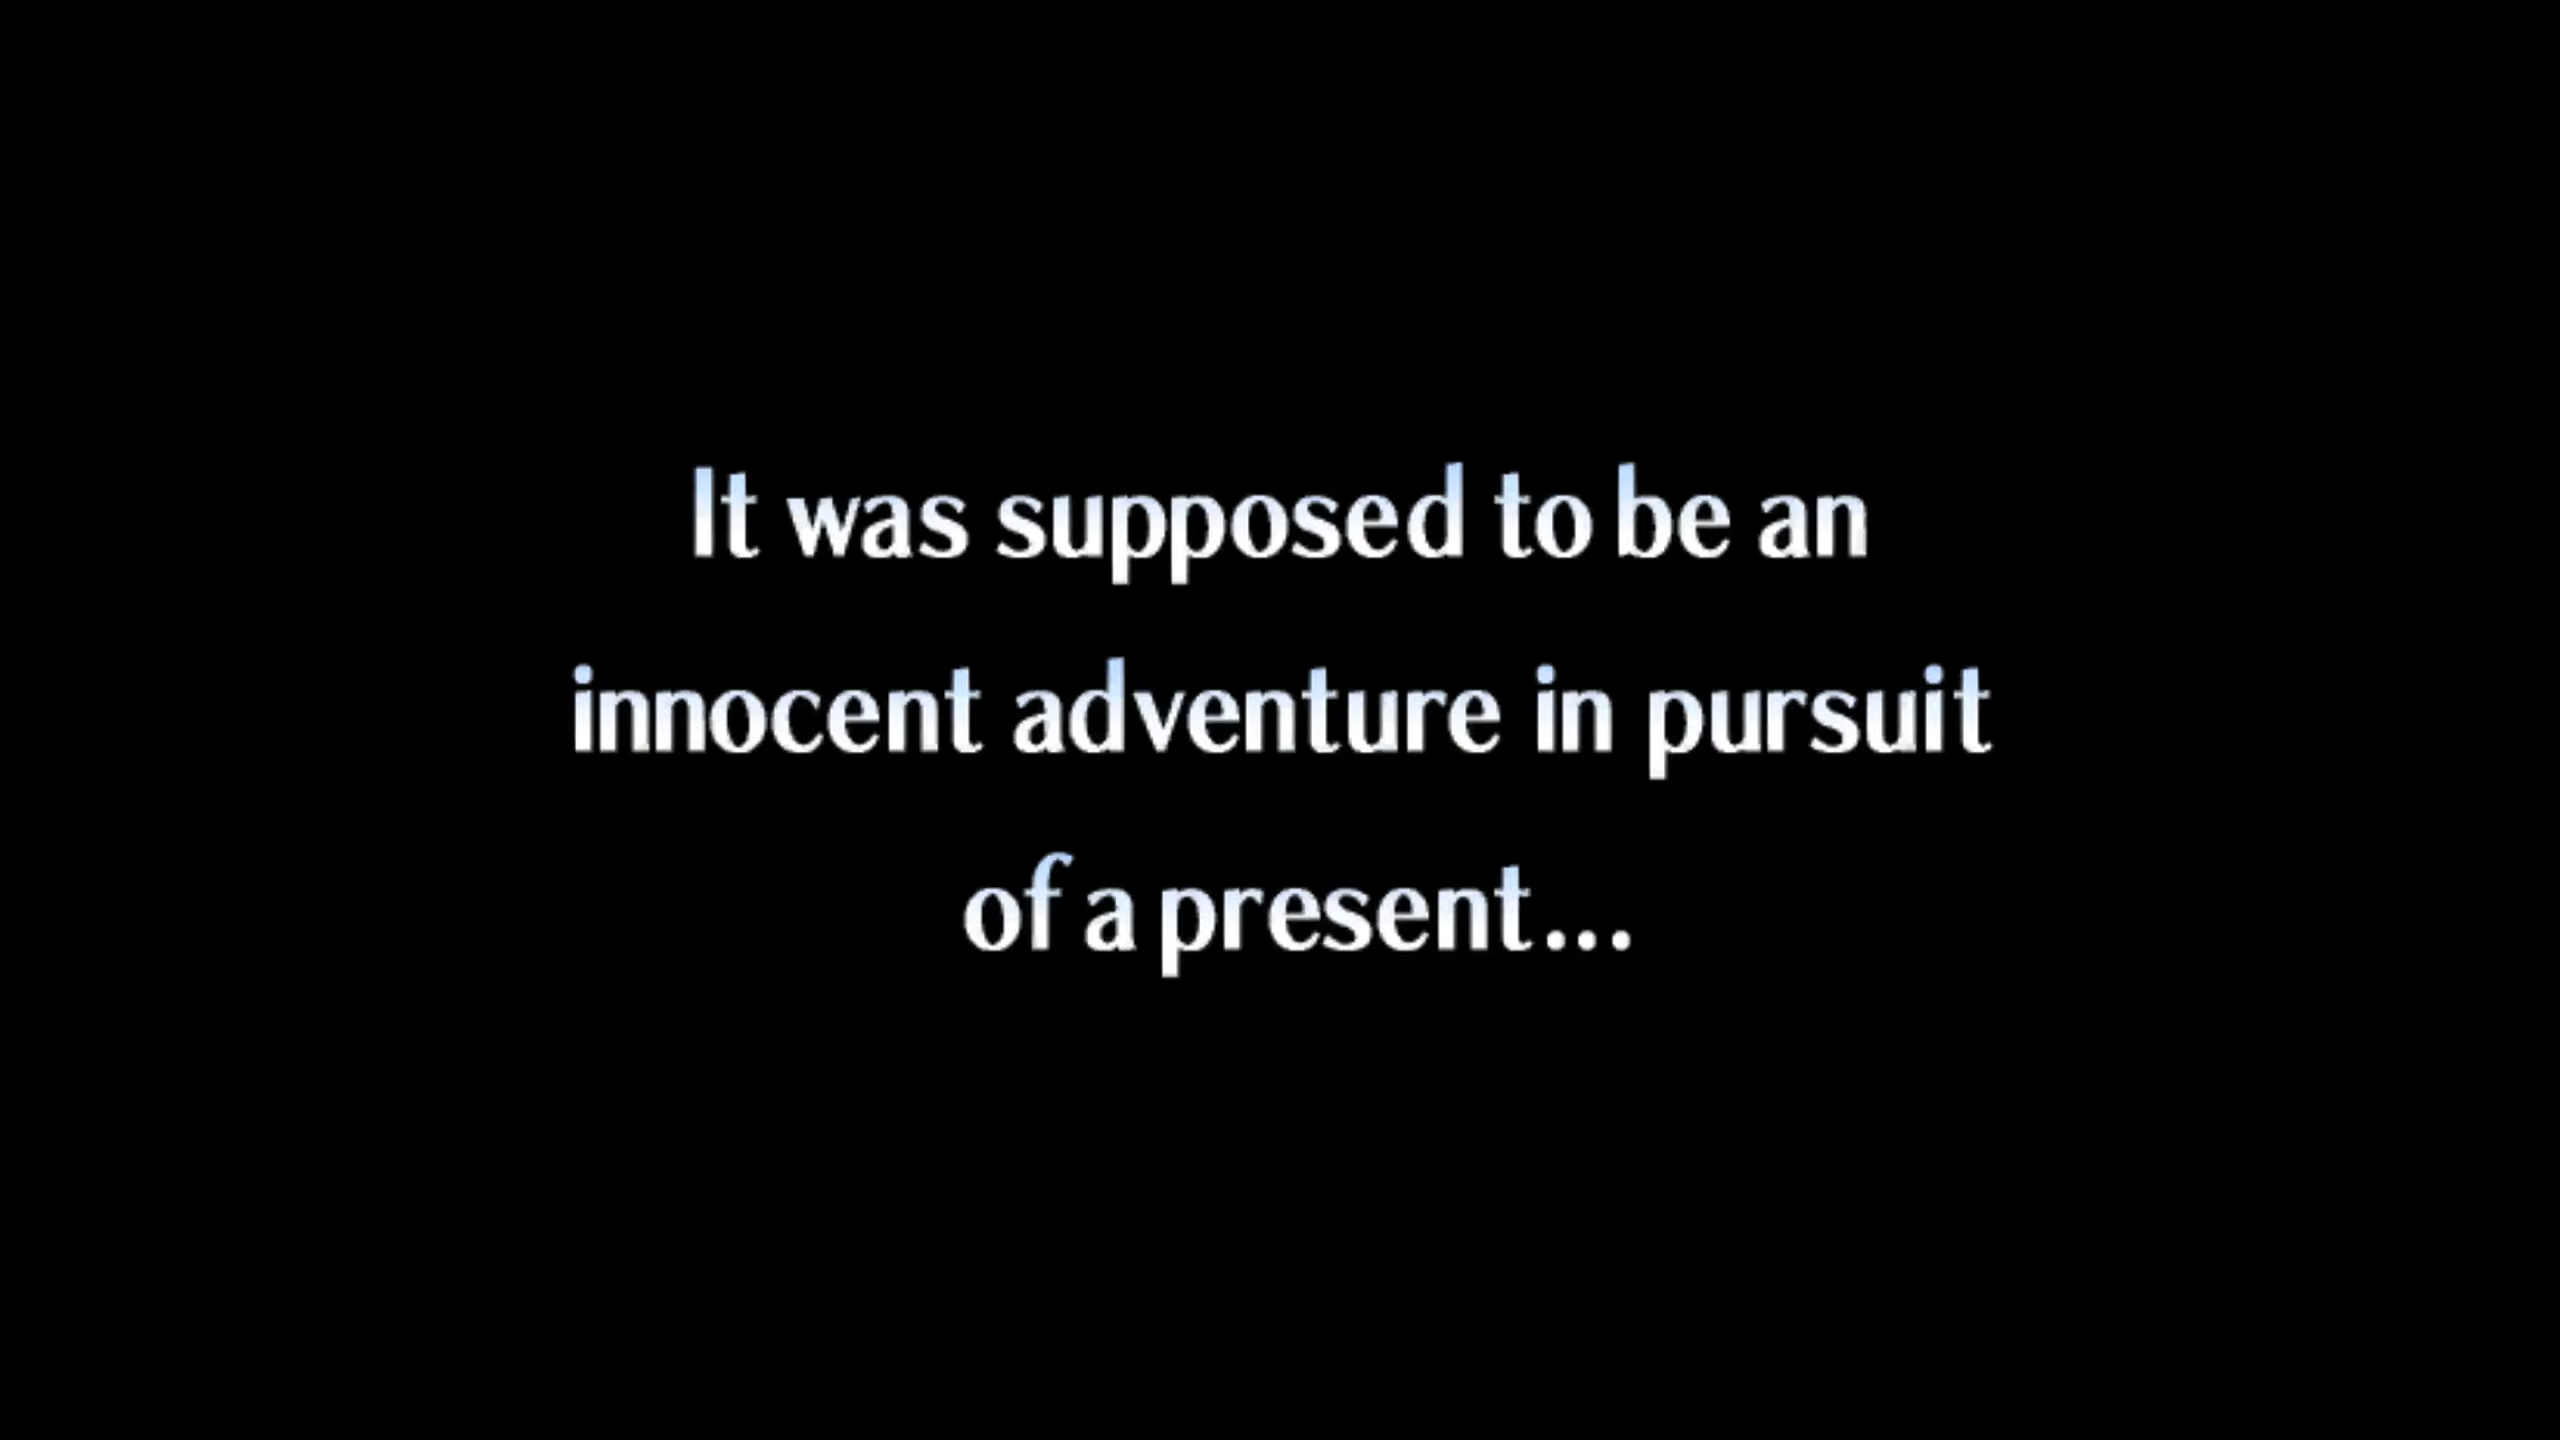 It was supposed to be an
innocent adventure in pursuit
of a present...